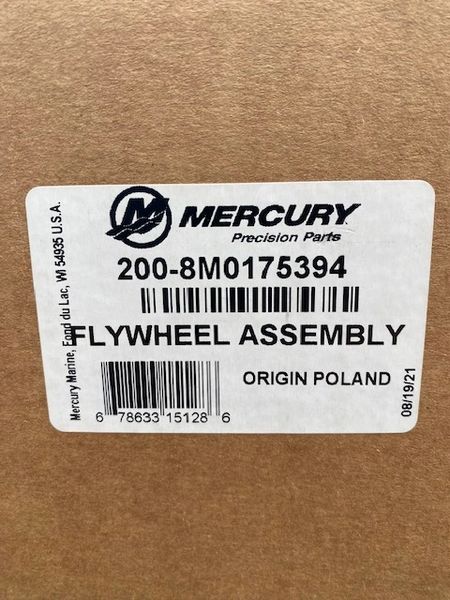 MERCURY
Precision Parts
200-8M0175394
FLYWHEEL ASSEMBLY
ORIGIN POLAND
6 78633 15128 6
Mercury Marine, Fond du Lac, WI 54935 U.S.A.
08/19/21